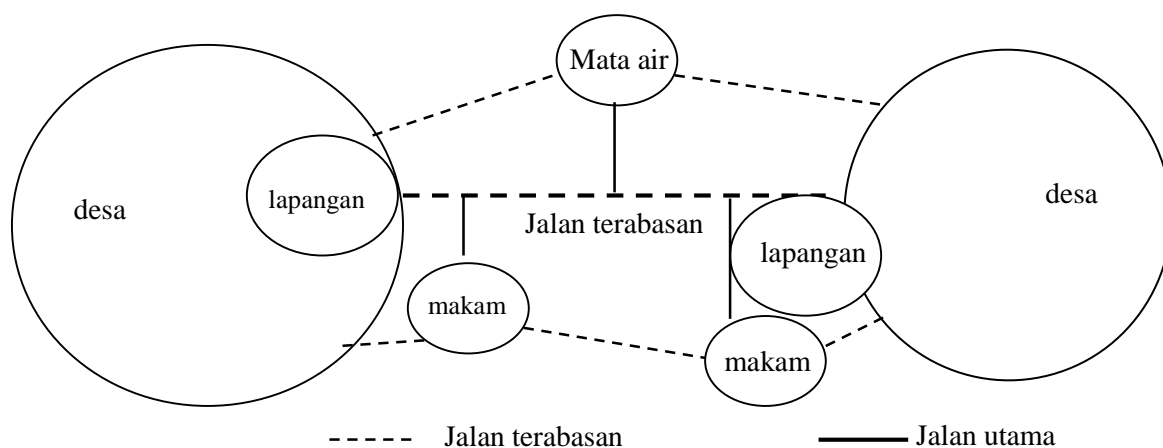 Mata air
desa
lapangan
desa
Jalan terabasan
lapangan
makam
makam
Jalan terabasan
Jalan utama